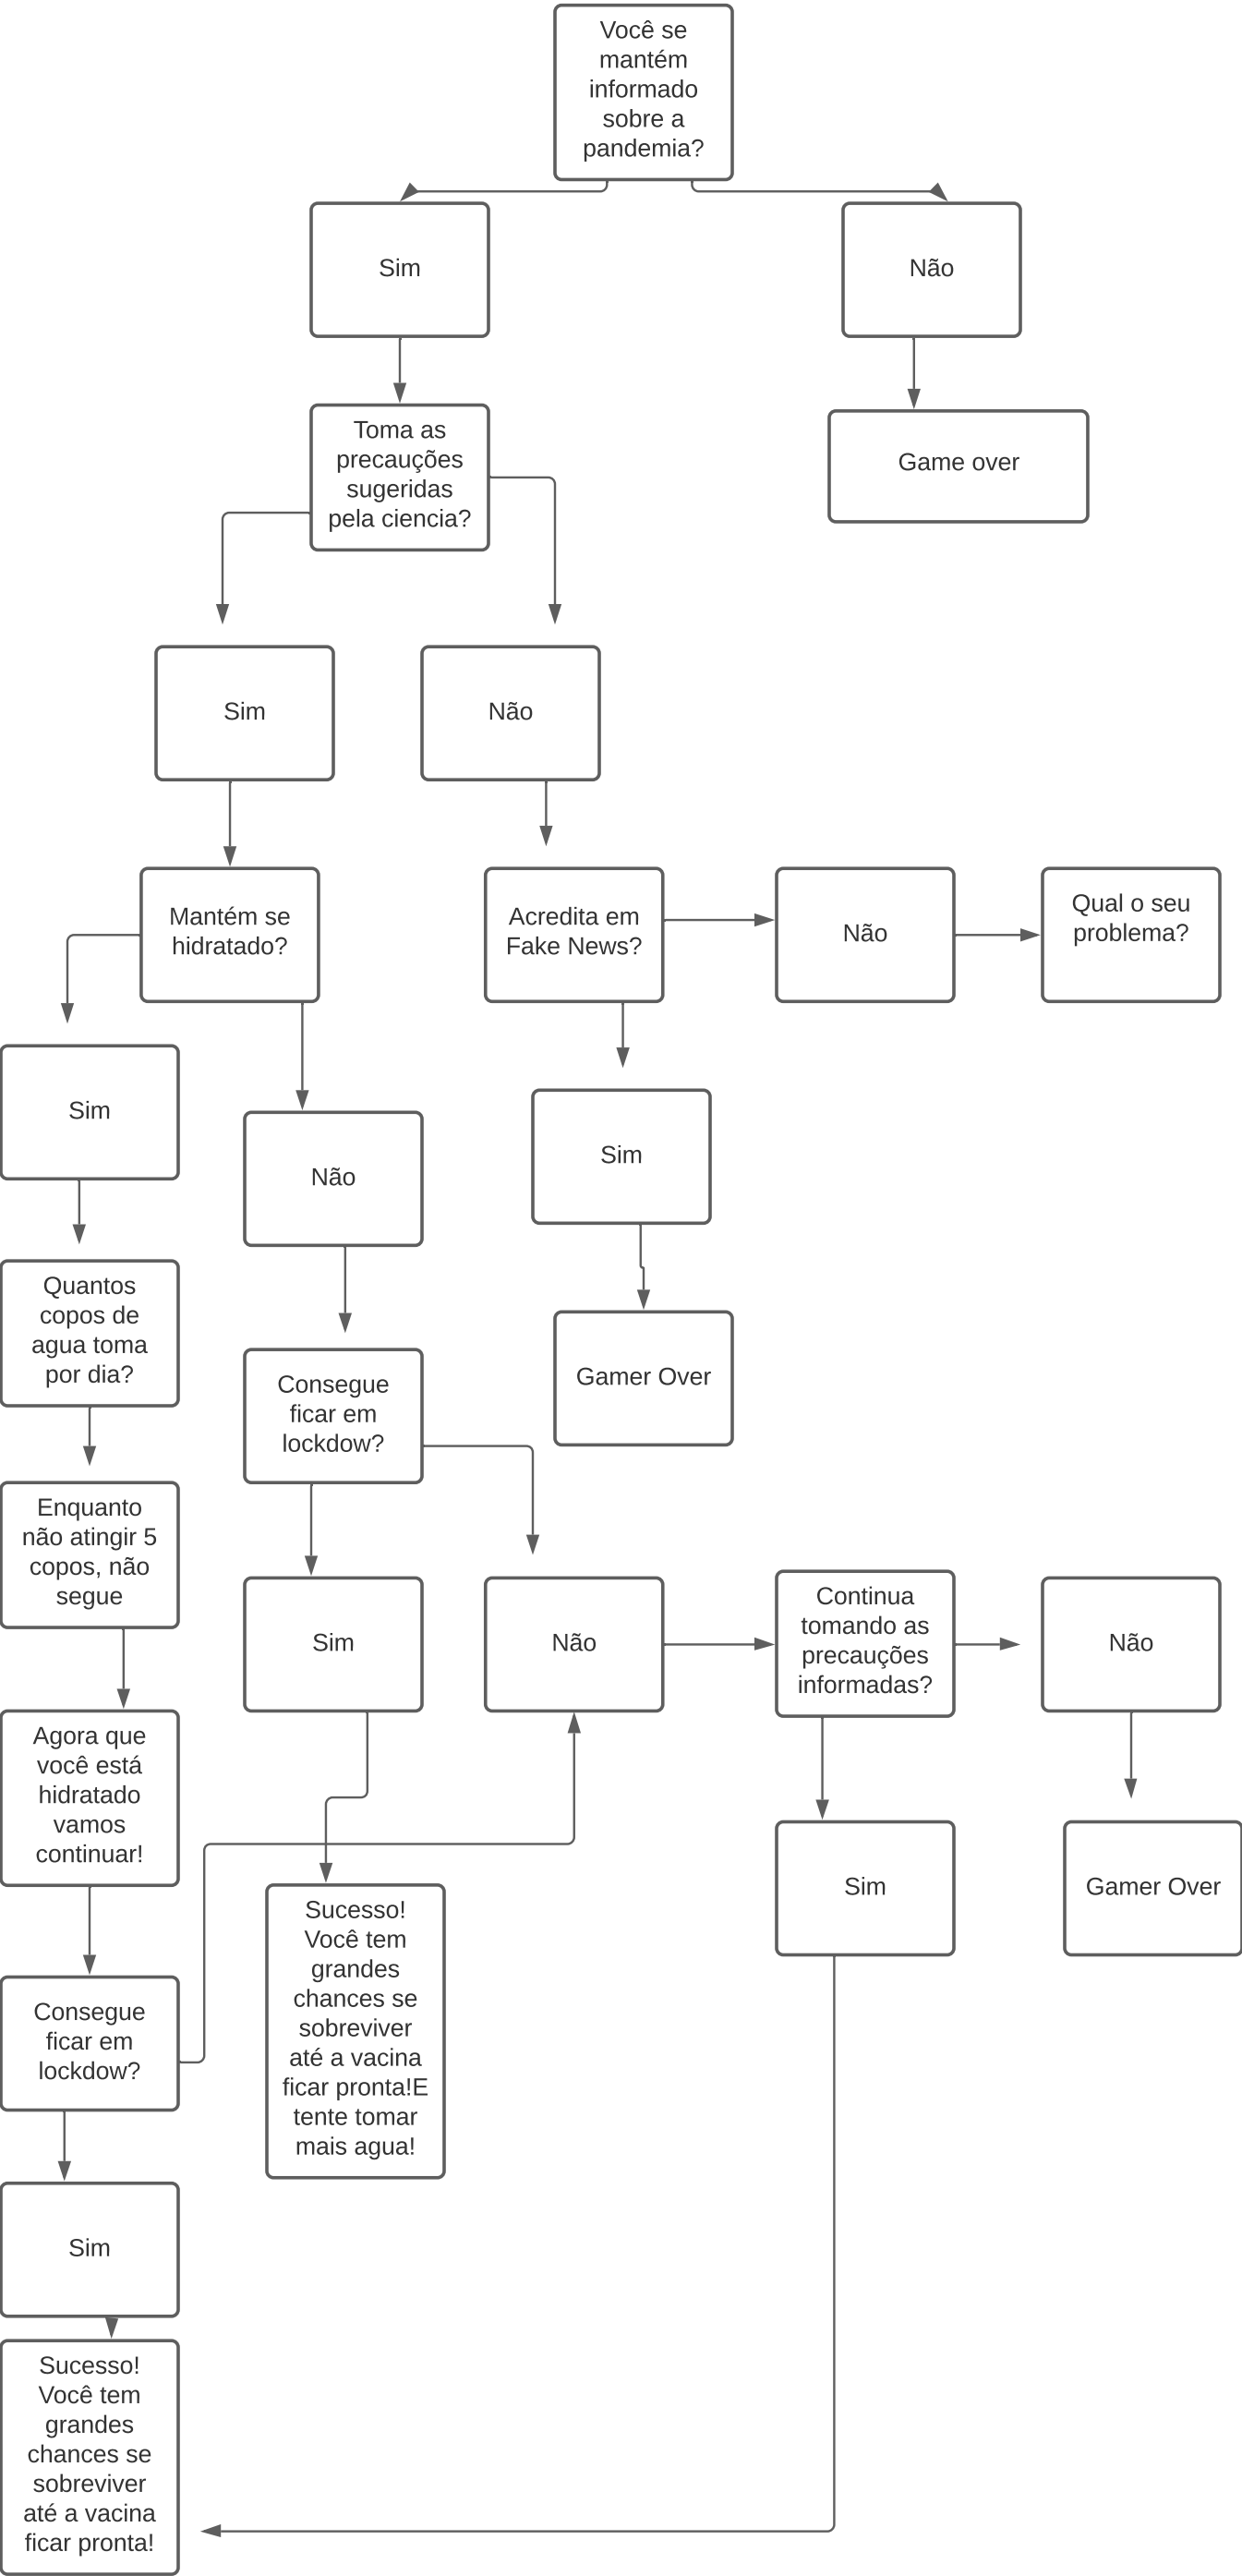 Você se
mantém
informado
sobre a
pandemia?
Sim
Não
Toma as
precauções
sugeridas
pela ciencia?
Game over
Sim
Não
Mantém se
hidratado?
Acredita em
Fake News?
Não
Qual o seu
problema?
Sim
Não
Sim
Quantos
copos de
agua toma
por dia?
Consegue
ficar em
lockdow?
Gamer Over
Enquanto
não atingir 5
copos, não
segue
Sim
Não
Continua
tomando as
precauções
informadas?
Não
Agora que
você está
hidratado
vamos
continuar!
Sim
Gamer Over
Sucesso!
Você tem
grandes
chances se
sobreviver
até a vacina
ficar pronta!E
tente tomar
mais agua!
Consegue
ficar em
lockdow?
Sim
Sucesso!
Você tem
grandes
chances se
sobreviver
até a vacina
ficar pronta!